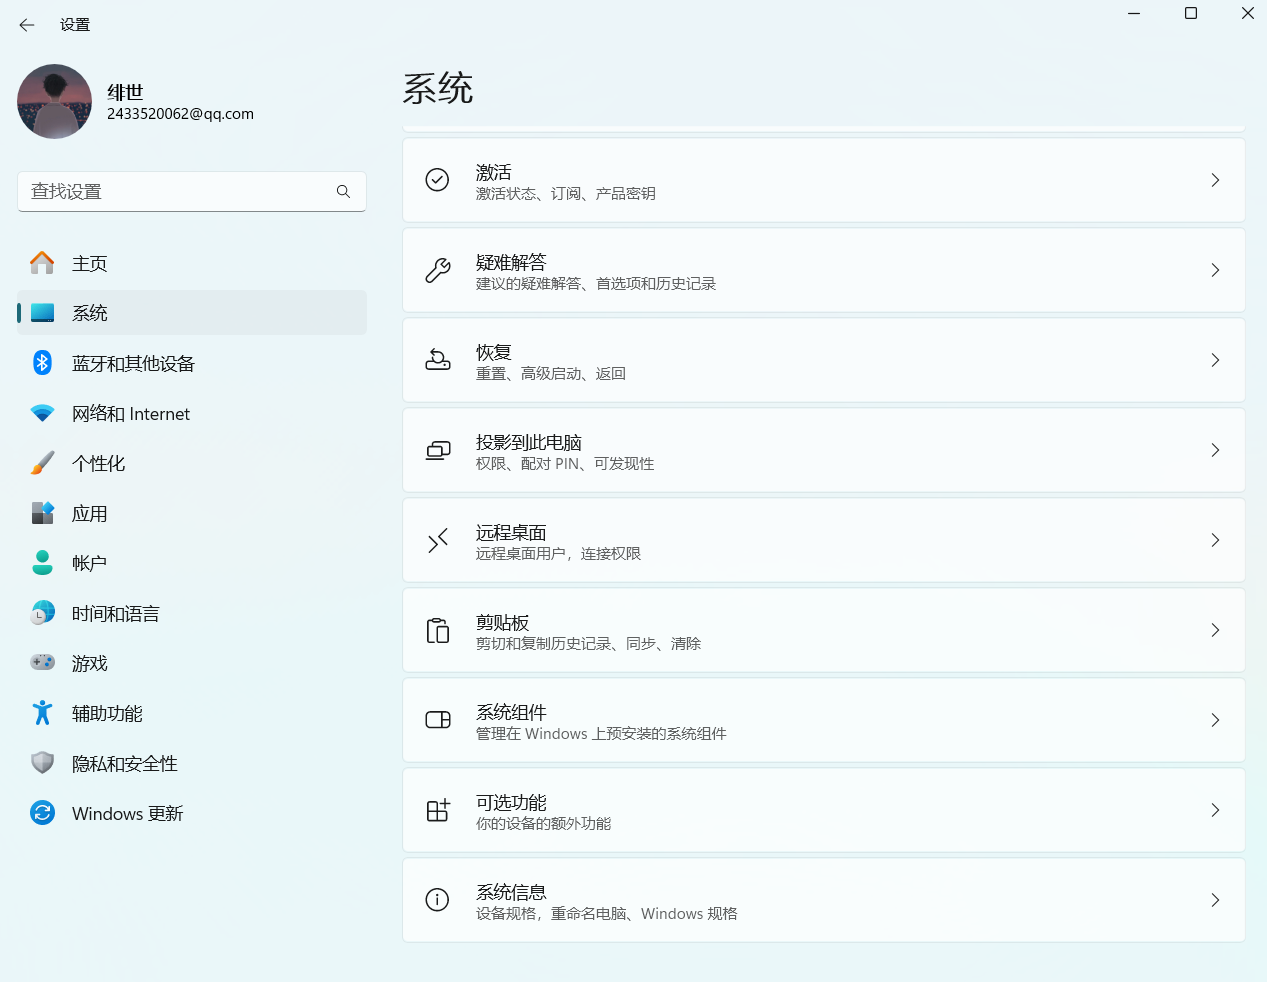 设置
绯世
2433520062@qq.com
查找设置
主页
系统
蓝牙和其他设备
网络和 Internet
个性化
应用
帐户
时间和语言
游戏
辅助功能
隐私和安全性
Windows 更新
系统
激活
激活状态、订阅、产品密钥
疑难解答
建议的疑难解答、首选项和历史记录
恢复
重置、高级启动、返回
投影到此电脑
权限、配对 PIN、可发现性
远程桌面
远程桌面用户，连接权限
剪贴板
剪切和复制历史记录、同步、清除
系统组件
管理在 Windows 上预安装的系统组件
可选功能
你的设备的额外功能
系统信息
设备规格，重命名电脑、Windows 规格